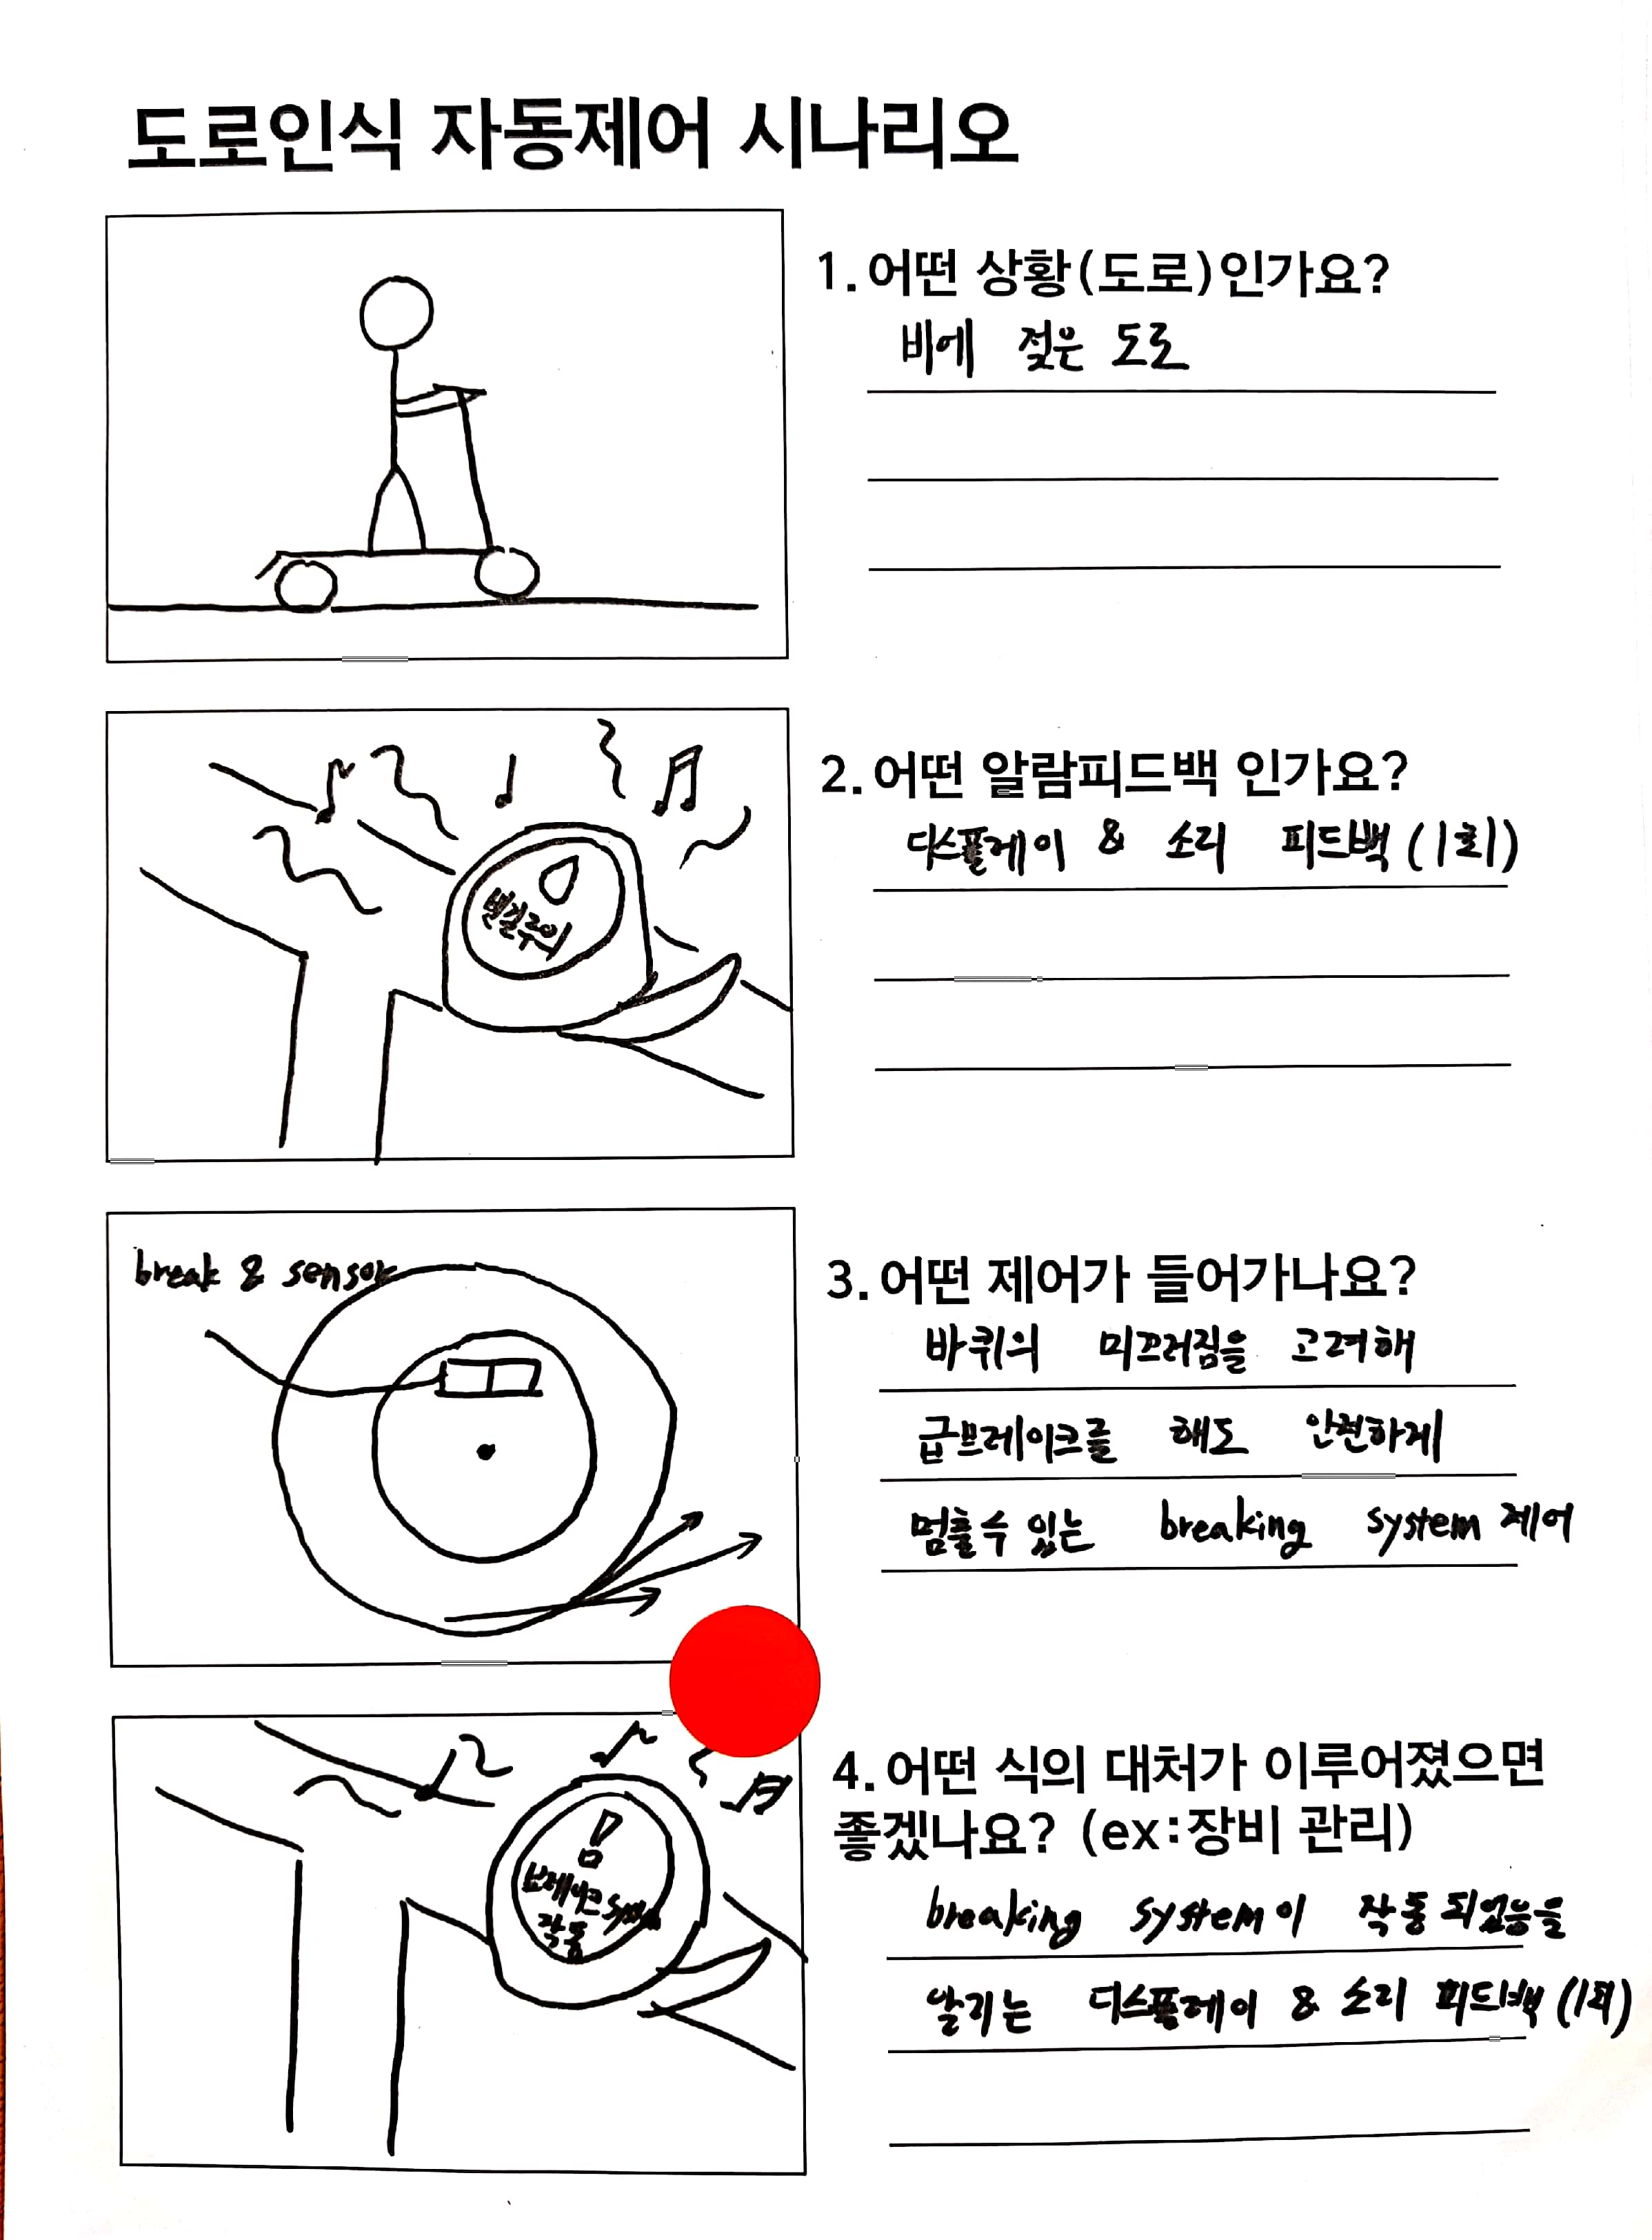 도로인식 자동제어 시나리오
1. 어떤 상황(도로)인가요?
비에 젖은 도로
2. 어떤 알람피드백 인가요?
디스플레이 & 소리 피드백 (1회)
빗길주의
break & sensor
3. 어떤 제어가 들어가나요?
바퀴의 미끄러짐을 고려해
급브레이크를 해도 안전하게
멈출수 있는 breaking system 제어
4. 어떤 식의 대처가 이루어졌으면
좋겠나요? (ex:장비 관리)
!
브레이크
작동
breaking system이 작동되었음을
알리는 디스플레이 & 소리 피드백 (1회)